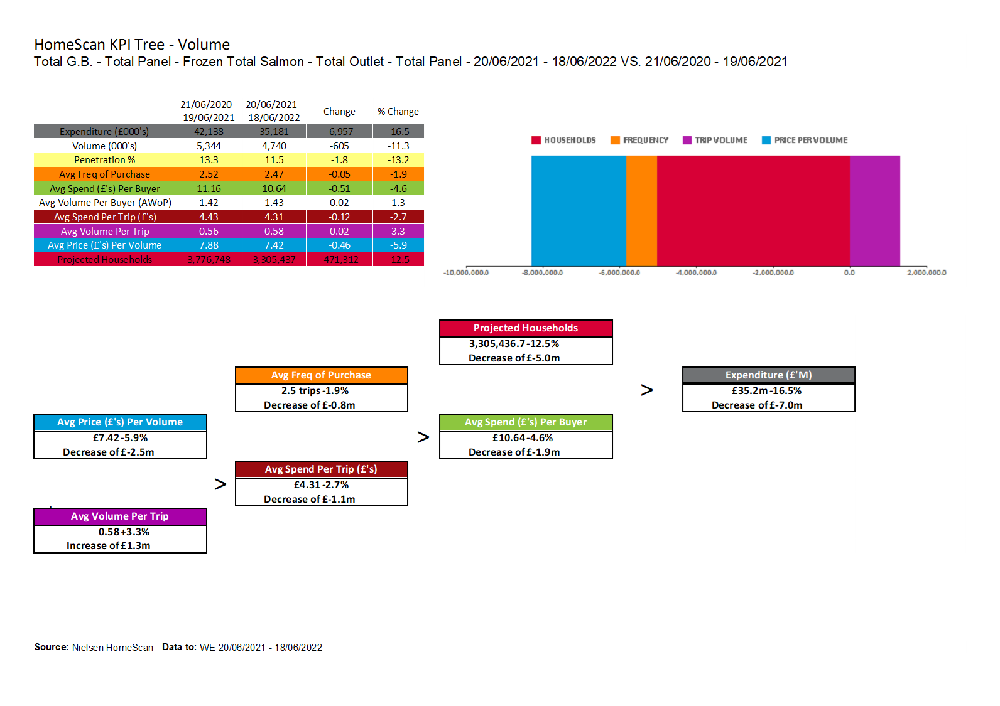 HomeScan KPI Tree - Volume
Total G.B. - Total Panel - Frozen Total Salmon - Total Outlet - Total Panel - 20/06/2021 - 18/06/2022 VS. 21/06/2020 - 19/06/2021
21/06/2020 - 20/06/2021 -
19/06/2021 18/06/2022 Change % Change
Expenditure (£000's) 42,138 35,181 -6,957 -16.5
Volume (000's) 5,344 4,740 -605 -11.3
Penetration % 13.3 11.5 -1.8 -13.2
Avg Freq of Purchase 2.52 2.47 -0.05 -1.9
Avg Spend (£'s) Per Buyer 11.16 10.64 -0.51 -4.6
Avg Volume Per Buyer (AWoP) 1.42 1.43 0.02 1.3
Avg Spend Per Trip (£'s) 4.43 4.31 -0.12 -2.7
Avg Volume Per Trip 0.56 0.58 0.02 3.3
Avg Price (£'s) Per Volume 7.88 7.42 -0.46 -5.9
Projected Households 3,776,748 3,305,437 -471,312 -12.5
HOUSEHOLDS FREQUENCY TRIP VOLUME PRICE PER VOLUME
-10,000,000.0 -8,000,000.0 -6,000,000.0 -4,000,000.0 -2,000,000.0 0.0 2,000,000.0
Projected Households
3,305,436.7 -12.5%
Decrease of £-5.0m
Avg Freq of Purchase
2.5 trips -1.9%
Decrease of £-0.8m
>
Expenditure (£'M)
£35.2m -16.5%
Decrease of £-7.0m
Avg Price (£'s) Per Volume
£7.42 -5.9%
Decrease of £-2.5m
>
Avg Spend (£'s) Per Buyer
£10.64 -4.6%
Decrease of £-1.9m
>
Avg Spend Per Trip (£'s)
£4.31 -2.7%
Decrease of £-1.1m
Avg Volume Per Trip
0.58 +3.3%
Increase of £1.3m
Source: Nielsen HomeScan Data to: WE 20/06/2021 - 18/06/2022